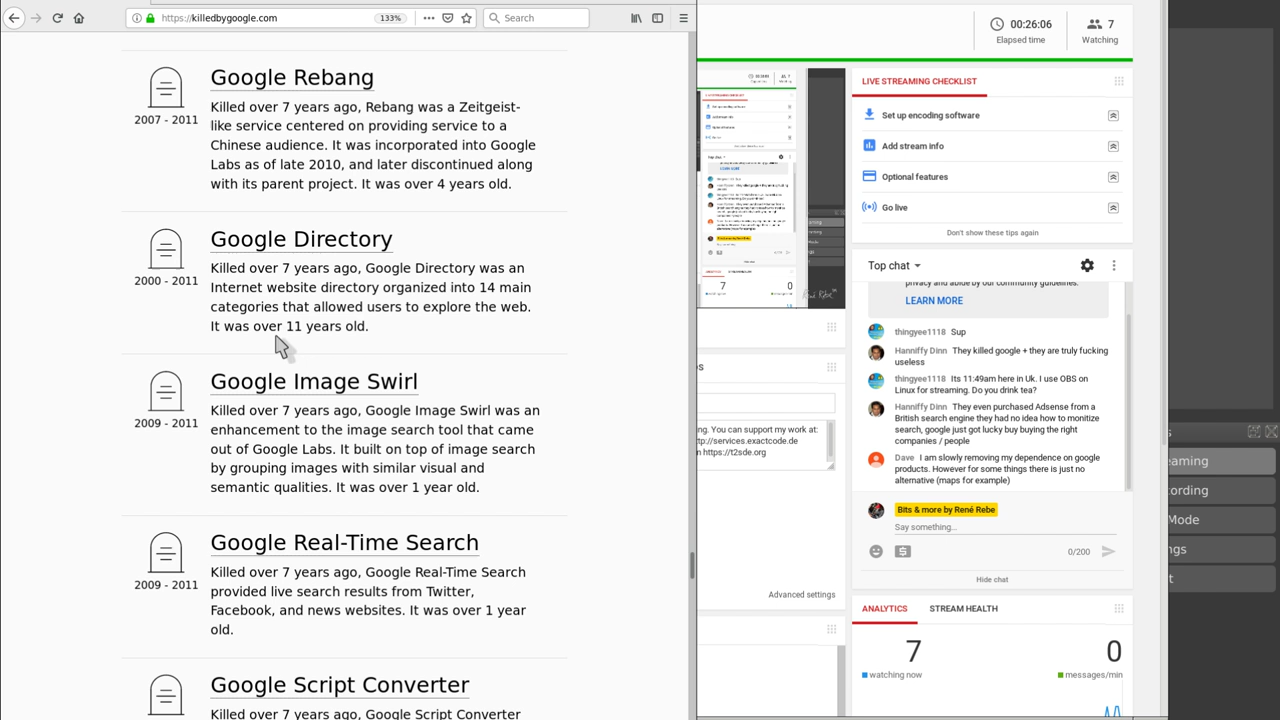 https://killedbygoogle.com
133%
Search
Google Rebang
2007 - 2011
Killed over 7 years ago, Rebang was a Zeitgeist-
like service centered on providing service to a
Chinese audience. It was incorporated into Google
Labs as of late 2010, and later discontinued along
with its parent project. It was over 4 years old.
Google Directory
2000 - 2011
Killed over 7 years ago, Google Directory was an
Internet website directory organized into 14 main
categories that allowed users to explore the web.
It was over 11 years old.
Google Image Swirl
2009 - 2011
Killed over 7 years ago, Google Image Swirl was an
enhancement to the image search tool that came
out of Google Labs. It built on top of image search
by grouping images with similar visual and
semantic qualities. It was over 1 year old.
Google Real-Time Search
2009 - 2011
Killed over 7 years ago, Google Real-Time Search
provided live search results from Twitter,
Facebook, and news websites. It was over 1 year
old.
Google Script Converter
Killed over 7 years ago, Google Script Converter
00:26:06
Elapsed time
7
Watching
LIVE STREAMING CHECKLIST
Set up encoding software
Add stream info
Optional features
Go live
Don't show these tips again
Top chat
privacy and abide by our community guidelines.
LEARN MORE
thingyee1118 Sup
Hanniffy Dinn They killed google + they are truly fucking
useless
thingyee1118 Its 11:49am here in Uk. I use OBS on
Linux for streaming. Do you drink tea?
Hanniffy Dinn They even purchased Adsense from a
British search engine they had no idea how to monitize
search, google just got lucky buy buying the right
companies / people
Dave I am slowly removing my dependence on google
products. However for some things there is just no
alternative (maps for example)
Bits & more by René Rebe
Say something...
0/200
Hide chat
ANALYTICS
STREAM HEALTH
7
watching now
0
messages/min
os
ng. You can support my work at:
ttp://services.exactcode.de
n https://t2sde.org
Advanced settings
7
0
René Rebe
s
eaming
cording
Mode
ngs
t